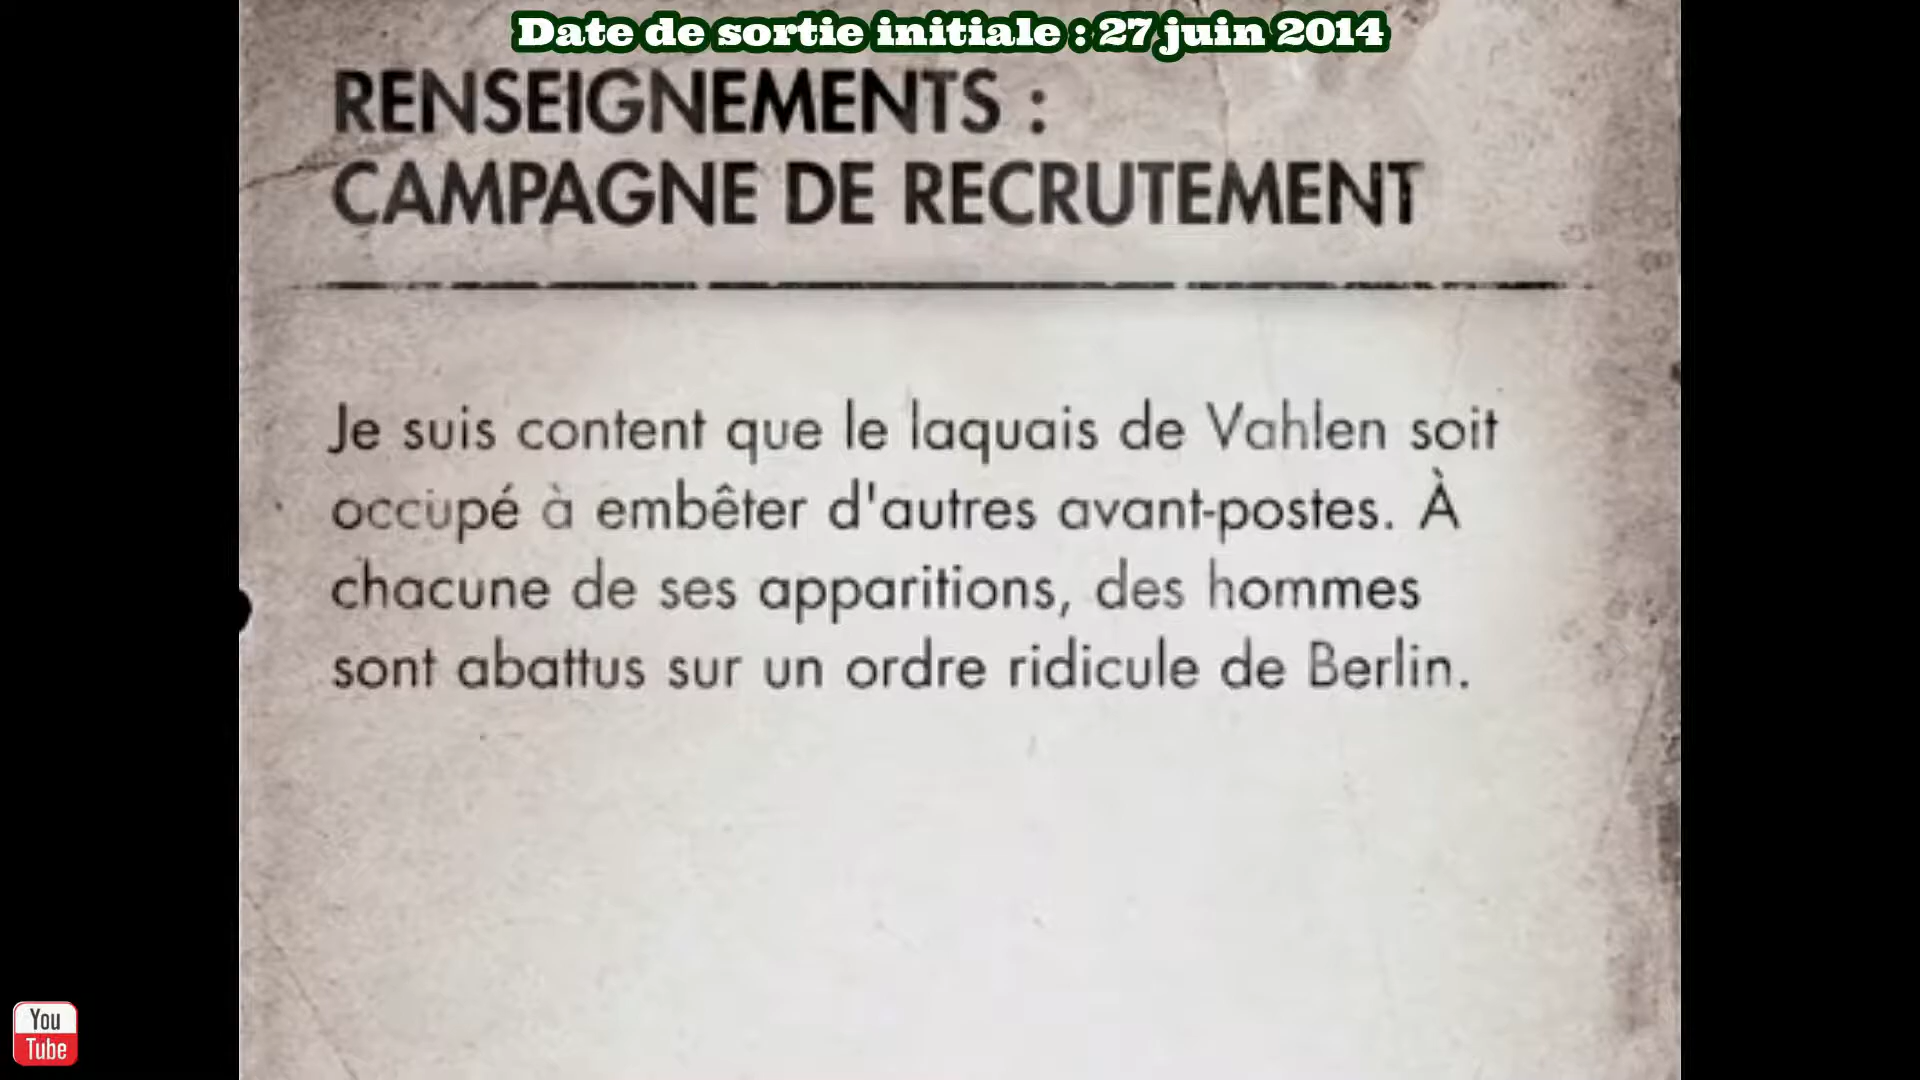 Date de sortie initiale : 27 juin 2014
RENSEIGNEMENTS :
CAMPAGNE DE RECRUTEMENT
Je suis content que le laquais de Vahlen soit
occupé à embêter d'autres avant-postes. À
chacune de ses apparitions, des hommes
sont abattus sur un ordre ridicule de Berlin.
You
Tube